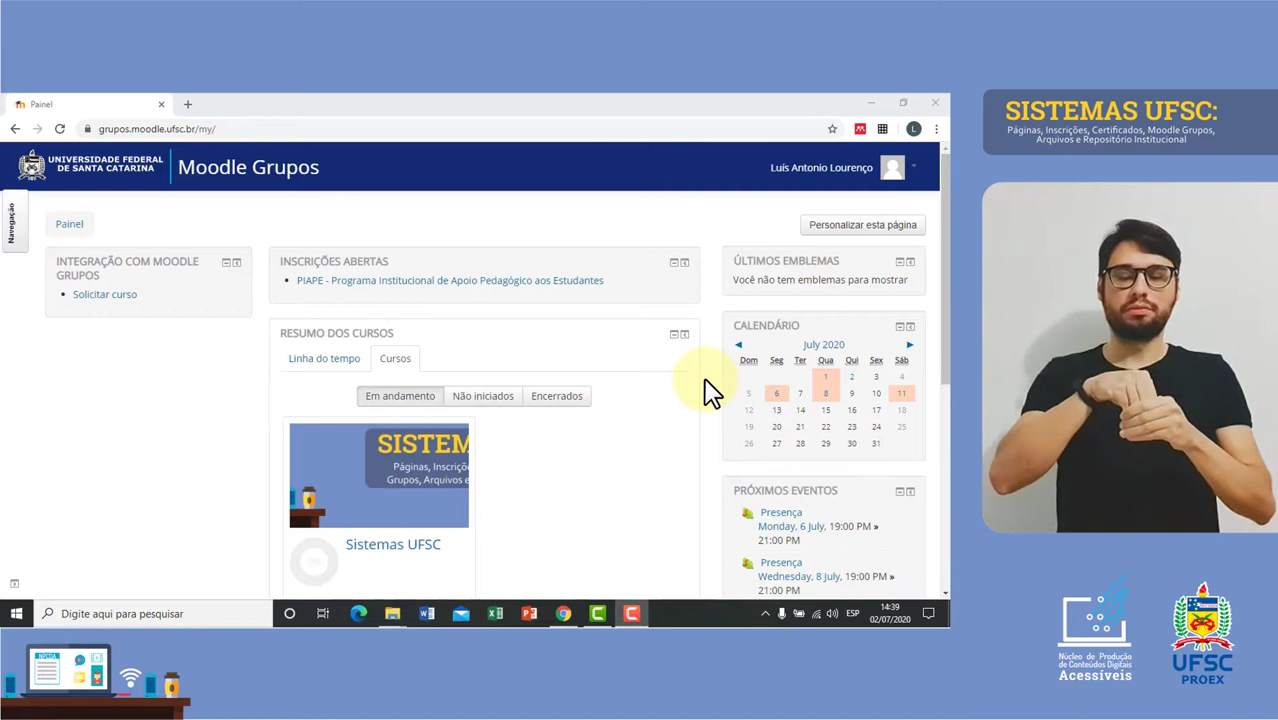 Painel
grupos.moodle.ufsc.br/my/
L
UNIVERSIDADE FEDERAL
DE SANTA CATARINA
Moodle Grupos
Luís Antonio Lourenço
Navegação
Painel
Personalizar esta página
INTEGRAÇÃO COM MOODLE
GRUPOS
Solicitar curso
INSCRIÇÕES ABERTAS
PIAPE - Programa Institucional de Apoio Pedagógico aos Estudantes
RESUMO DOS CURSOS
Linha do tempo
Cursos
Em andamento
Não iniciados
Encerrados
SISTEM
Páginas, Inscriçõ
Grupos, Arquivos e
Sistemas UFSC
ÚLTIMOS EMBLEMAS
Você não tem emblemas para mostrar
CALENDÁRIO
◄ July 2020 ►
Dom Seg Ter Qua Qui Sex Sáb
1 2 3 4
5 6 7 8 9 10 11
12 13 14 15 16 17 18
19 20 21 22 23 24 25
26 27 28 29 30 31
PRÓXIMOS EVENTOS
Presença
Monday, 6 July, 19:00 PM »
21:00 PM
Presença
Wednesday, 8 July, 19:00 PM »
21:00 PM
Digite aqui para pesquisar
ESP
14:39
02/07/2020
SISTEMAS UFSC:
Páginas, Inscrições, Certificados, Moodle Grupos,
Arquivos e Repositório Institucional
Núcleo de Produção
de Conteúdos Digitais
Acessíveis
UFSC
PROEX
NPCDA